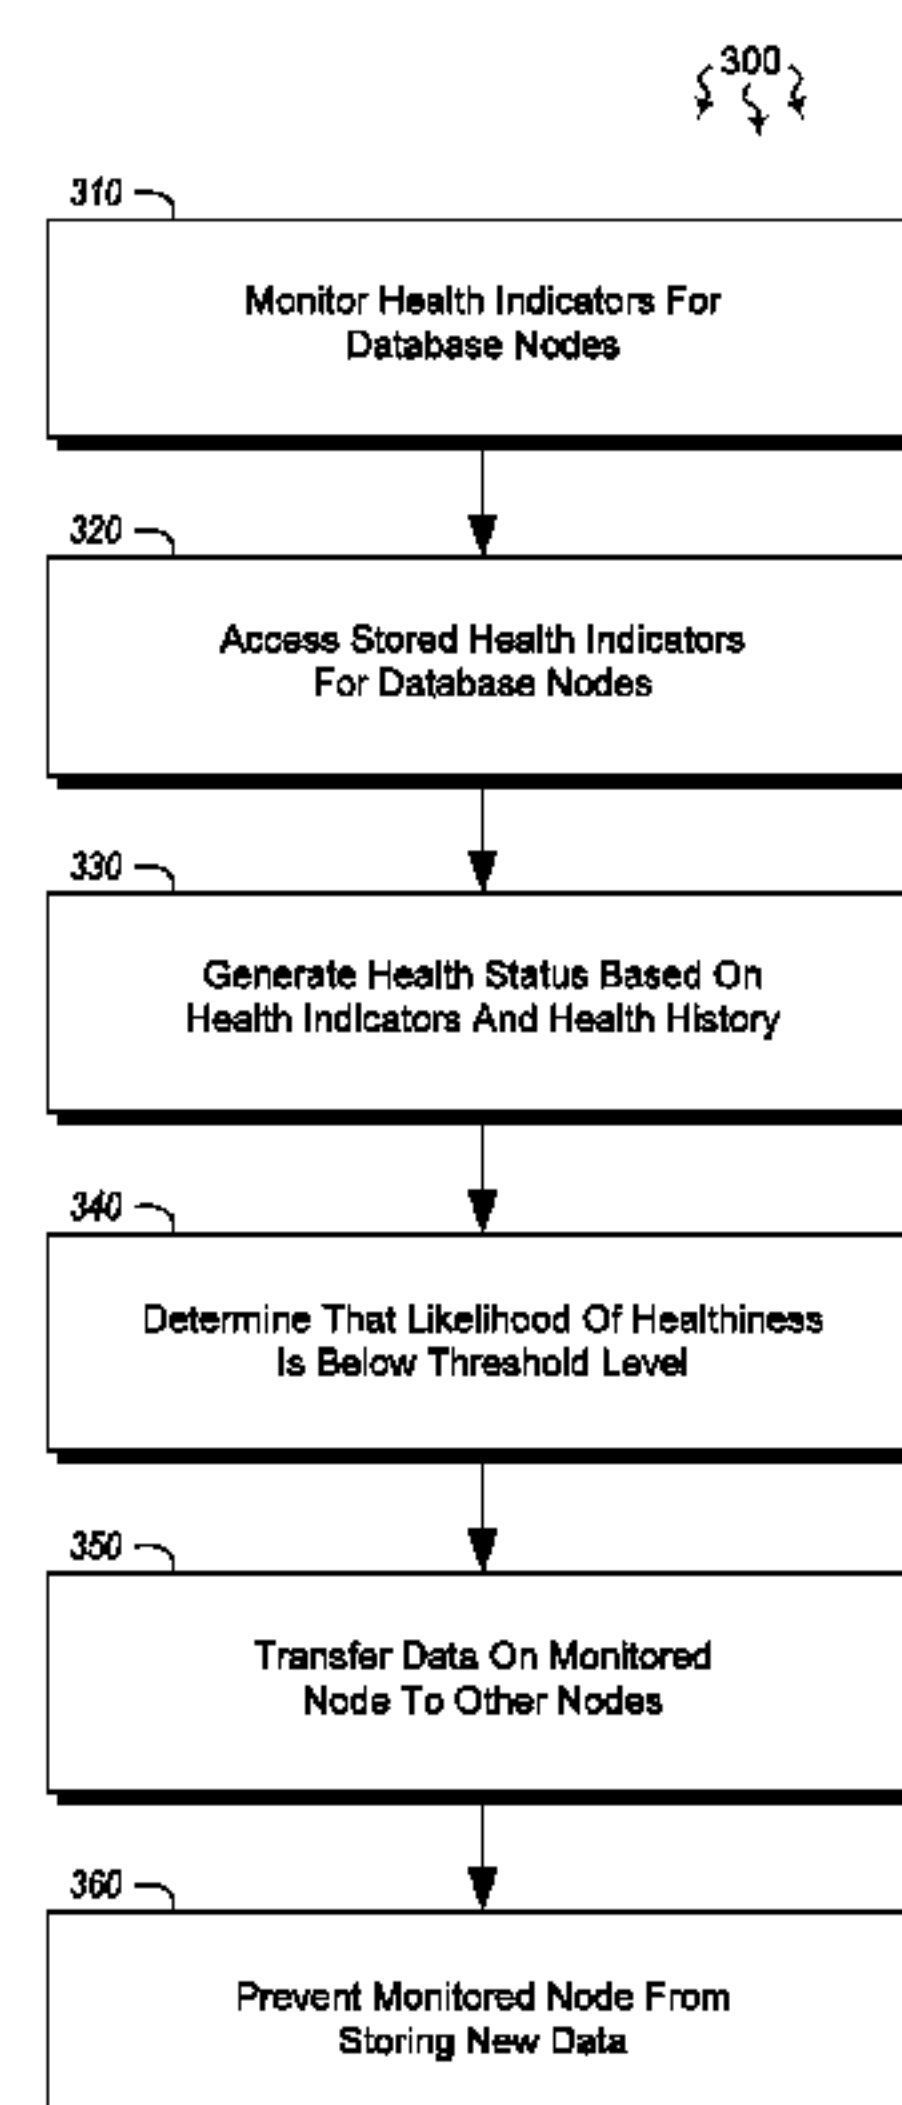 300
310
Monitor Health Indicators For
Database Nodes
320
Access Stored Health Indicators
For Database Nodes
330
Generate Health Status Based On
Health Indicators And Health History
340
Determine That Likelihood Of Healthiness
Is Below Threshold Level
350
Transfer Data On Monitored
Node To Other Nodes
360
Prevent Monitored Node From
Storing New Data